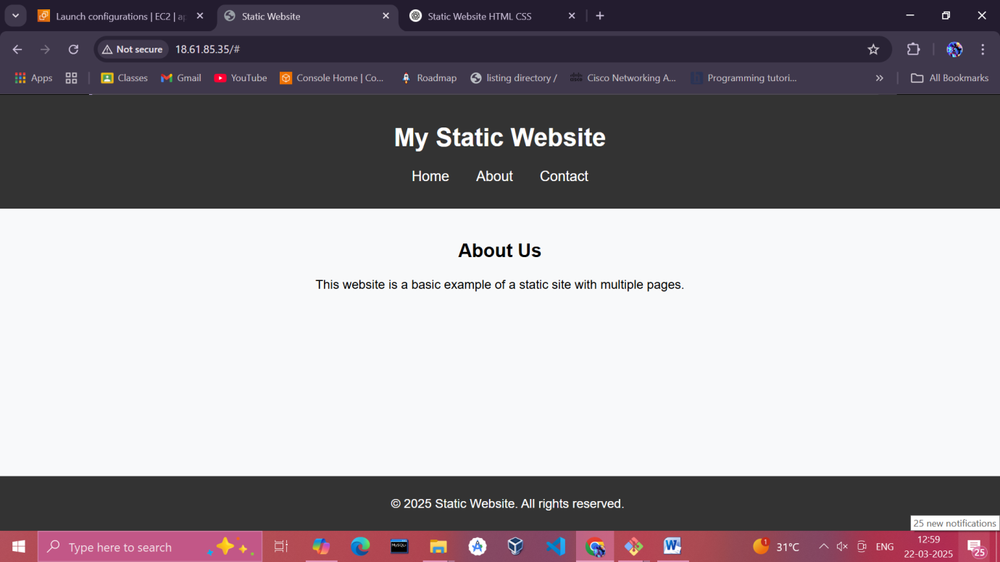 Launch configurations | EC2 | ap
Static Website
Static Website HTML CSS
Not secure
18.61.85.35/#
Apps
Classes
Gmail
YouTube
Console Home | Co...
Roadmap
listing directory /
Cisco Networking A...
Programming tutori...
All Bookmarks
My Static Website
Home About Contact
About Us
This website is a basic example of a static site with multiple pages.
© 2025 Static Website. All rights reserved.
25 new notifications
Type here to search
1
31°C
ENG
12:59
22-03-2025
25